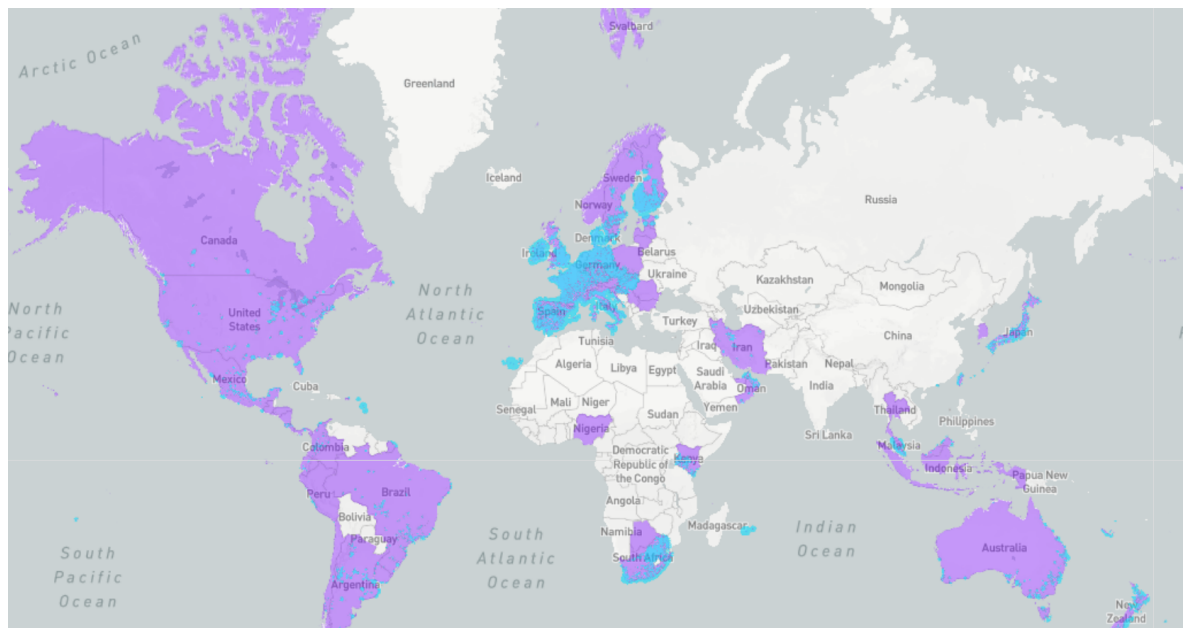 Svalbard
Arctic Ocean
Greenland
Iceland
Sweden
Russia
Norway
Canada
Denmark
Ireland
Belarus
Germany
Ukraine
Kazakhstan
Mongolia
North
Pacific
Ocean
North
Atlantic
Ocean
United
States
Spain
Italy
Uzbekistan
Turkey
China
Japan
Tunisia
Iraq
Iran
Algeria
Libya
Egypt
Pakistan
Nepal
Mexico
Cuba
Saudi
Arabia
India
Oman
Mali
Niger
Senegal
Sudan
Yemen
Thailand
Philippines
Nigeria
Sri Lanka
Colombia
Democratic
Republic of
the Congo
Kenya
Malaysia
Indonesia
Papua New
Guinea
Peru
Brazil
Angola
Bolivia
Madagascar
Namibia
Indian
Ocean
Paraguay
South
Atlantic
Ocean
South Africa
Australia
South
Pacific
Ocean
Argentina
New
Zealand